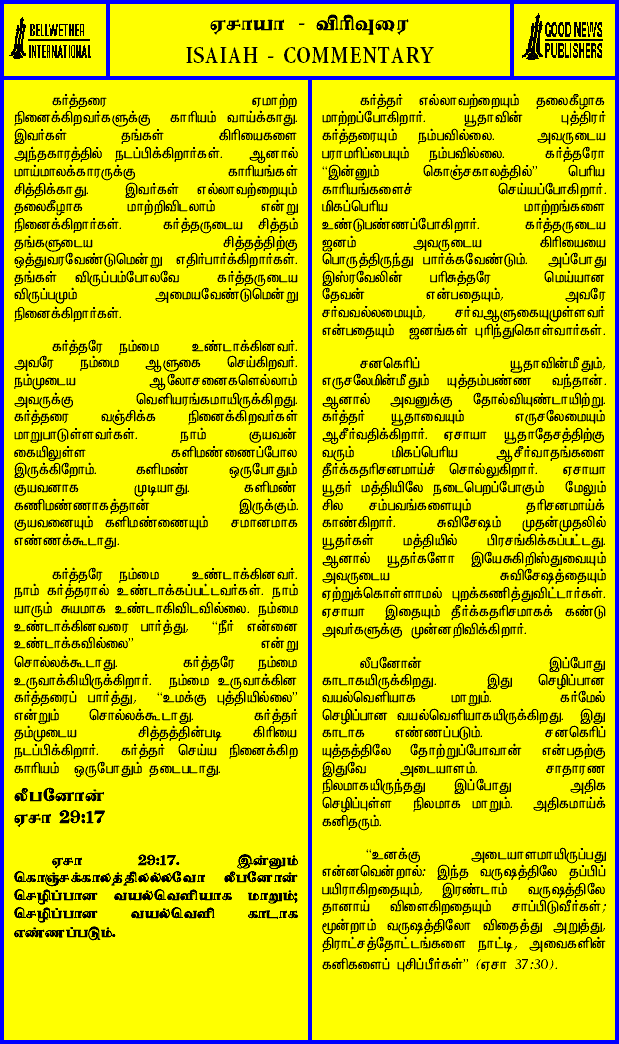 BELLWETHER
INTERNATIONAL
ஏசாயா - விரிவுரை
ISAIAH - COMMENTARY
GOOD NEWS
PUBLISHERS
கர்த்தரை ஏமாற்ற
நினைக்கிறவர்களுக்கு காரியம் வாய்க்காது.
இவர்கள் தங்கள் கிரியைகளை
அந்தகாரத்தில் நடப்பிக்கிறார்கள். ஆனால்
மாய்மாலக்காரருக்கு காரியங்கள்
சித்திக்காது. இவர்கள் எல்லாவற்றையும்
தலைகீழாக மாற்றிவிடலாம் என்று
நினைக்கிறார்கள். கர்த்தருடைய சித்தம்
தங்களுடைய சித்தத்திற்கு
ஒத்துவரவேண்டுமென்று எதிர்பார்க்கிறார்கள்.
தங்கள் விருப்பம்போலவே கர்த்தருடைய
விருப்பமும் அமையவேண்டுமென்று
நினைக்கிறார்கள்.
கர்த்தரே நம்மை உண்டாக்கினவர்.
அவரே நம்மை ஆளுகை செய்கிறவர்.
நம்முடைய ஆலோசனைகளெல்லாம்
அவருக்கு வெளியரங்கமாயிருக்கிறது.
கர்த்தரை வஞ்சிக்க நினைக்கிறவர்கள்
மாறுபாடுள்ளவர்கள். நாம் குயவன்
கையிலுள்ள களிமண்ணைப்போல
இருக்கிறோம். களிமண் ஒருபோதும்
குயவனாக முடியாது. களிமண்
கணிமண்ணாகத்தான் இருக்கும்.
குயவனையும் களிமண்ணையும் சமானமாக
எண்ணக்கூடாது.
கர்த்தரே நம்மை உண்டாக்கினவர்.
நாம் கர்த்தரால் உண்டாக்கப்பட்டவர்கள். நாம்
யாரும் சுயமாக உண்டாகிவிடவில்லை. நம்மை
உண்டாக்கினவரை பார்த்து, "நீர் என்னை
உண்டாக்கவில்லை" என்று
சொல்லக்கூடாது. கர்த்தரே நம்மை
உருவாக்கியிருக்கிறார். நம்மை உருவாக்கின
கர்த்தரைப் பார்த்து, "உமக்கு புத்தியில்லை"
என்றும் சொல்லக்கூடாது. கர்த்தர்
தம்முடைய சித்தத்தின்படி கிரியை
நடப்பிக்கிறார். கர்த்தர் செய்ய நினைக்கிற
காரியம் ஒருபோதும் தடைபடாது.
லீபனோன்
ஏசா 29:17
ஏசா 29:17. இன்னும்
கொஞ்சக்காலத்திலல்லவோ லீபனோன்
செழிப்பான வயல்வெளியாக மாறும்;
செழிப்பான வயல்வெளி காடாக
எண்ணப்படும்.
கர்த்தர் எல்லாவற்றையும் தலைகீழாக
மாற்றப்போகிறார். யூதாவின் புத்திரர்
கர்த்தரையும் நம்பவில்லை. அவருடைய
பராமரிப்பையும் நம்பவில்லை. கர்த்தரோ
"இன்னும் கொஞ்சகாலத்தில்" பெரிய
காரியங்களைச் செய்யப்போகிறார்.
மிகப்பெரிய மாற்றங்களை
உண்டுபண்ணப்போகிறார். கர்த்தருடைய
ஜனம் அவருடைய கிரியையை
பொருத்திருந்து பார்க்கவேண்டும். அப்போது
இஸ்ரவேலின் பரிசுத்தரே மெய்யான
தேவன் என்பதையும், அவரே
சர்வவல்லமையும், சர்வஆளுகையுமுள்ளவர்
என்பதையும் ஜனங்கள் புரிந்துகொள்வார்கள்.
சனகெரிப் யூதாவின்மீதும்,
எருசலேமின்மீதும் யுத்தம்பண்ண வந்தான்.
ஆனால் அவனுக்கு தோல்வியுண்டாயிற்று.
கர்த்தர் யூதாவையும் எருசலேமையும்
ஆசீர்வதிக்கிறார். ஏசாயா யூதாதேசத்திற்கு
வரும் மிகப்பெரிய ஆசீர்வாதங்களை
தீர்க்கதரிசனமாய்ச் சொல்லுகிறார். ஏசாயா
யூதர் மத்தியிலே நடைபெறப்போகும் மேலும்
சில சம்பவங்களையும் தரிசனமாய்க்
காண்கிறார். சுவிசேஷம் முதன்முதலில்
யூதர்கள் மத்தியில் பிரசங்கிக்கப்பட்டது.
ஆனால் யூதர்களோ இயேசுகிறிஸ்துவையும்
அவருடைய சுவிசேஷத்தையும்
ஏற்றுக்கொள்ளாமல் புறக்கணித்துவிட்டார்கள்.
ஏசாயா இதையும் தீர்க்கதரிசமாகக் கண்டு
அவர்களுக்கு முன்னறிவிக்கிறார்.
லீபனோன் இப்போது
காடாகயிருக்கிறது. இது செழிப்பான
வயல்வெளியாக மாறும். கர்மேல்
செழிப்பான வயல்வெளியாகயிருக்கிறது. இது
காடாக எண்ணப்படும். சனகெரிப்
யுத்தத்திலே தோற்றுப்போவான் என்பதற்கு
இதுவே அடையாளம். சாதாரண
நிலமாகயிருந்தது இப்போது அதிக
செழிப்புள்ள நிலமாக மாறும். அதிகமாய்க்
கனிதரும்.
"உனக்கு அடையாளமாயிருப்பது
என்னவென்றால்: இந்த வருஷத்திலே தப்பிப்
பயிராகிறதையும், இரண்டாம் வருஷத்திலே
தானாய் விளைகிறதையும் சாப்பிடுவீர்கள்;
மூன்றாம் வருஷத்திலோ விதைத்து அறுத்து,
திராட்சத்தோட்டங்களை நாட்டி, அவைகளின்
கனிகளைப் புசிப்பீர்கள்" (ஏசா 37:30).